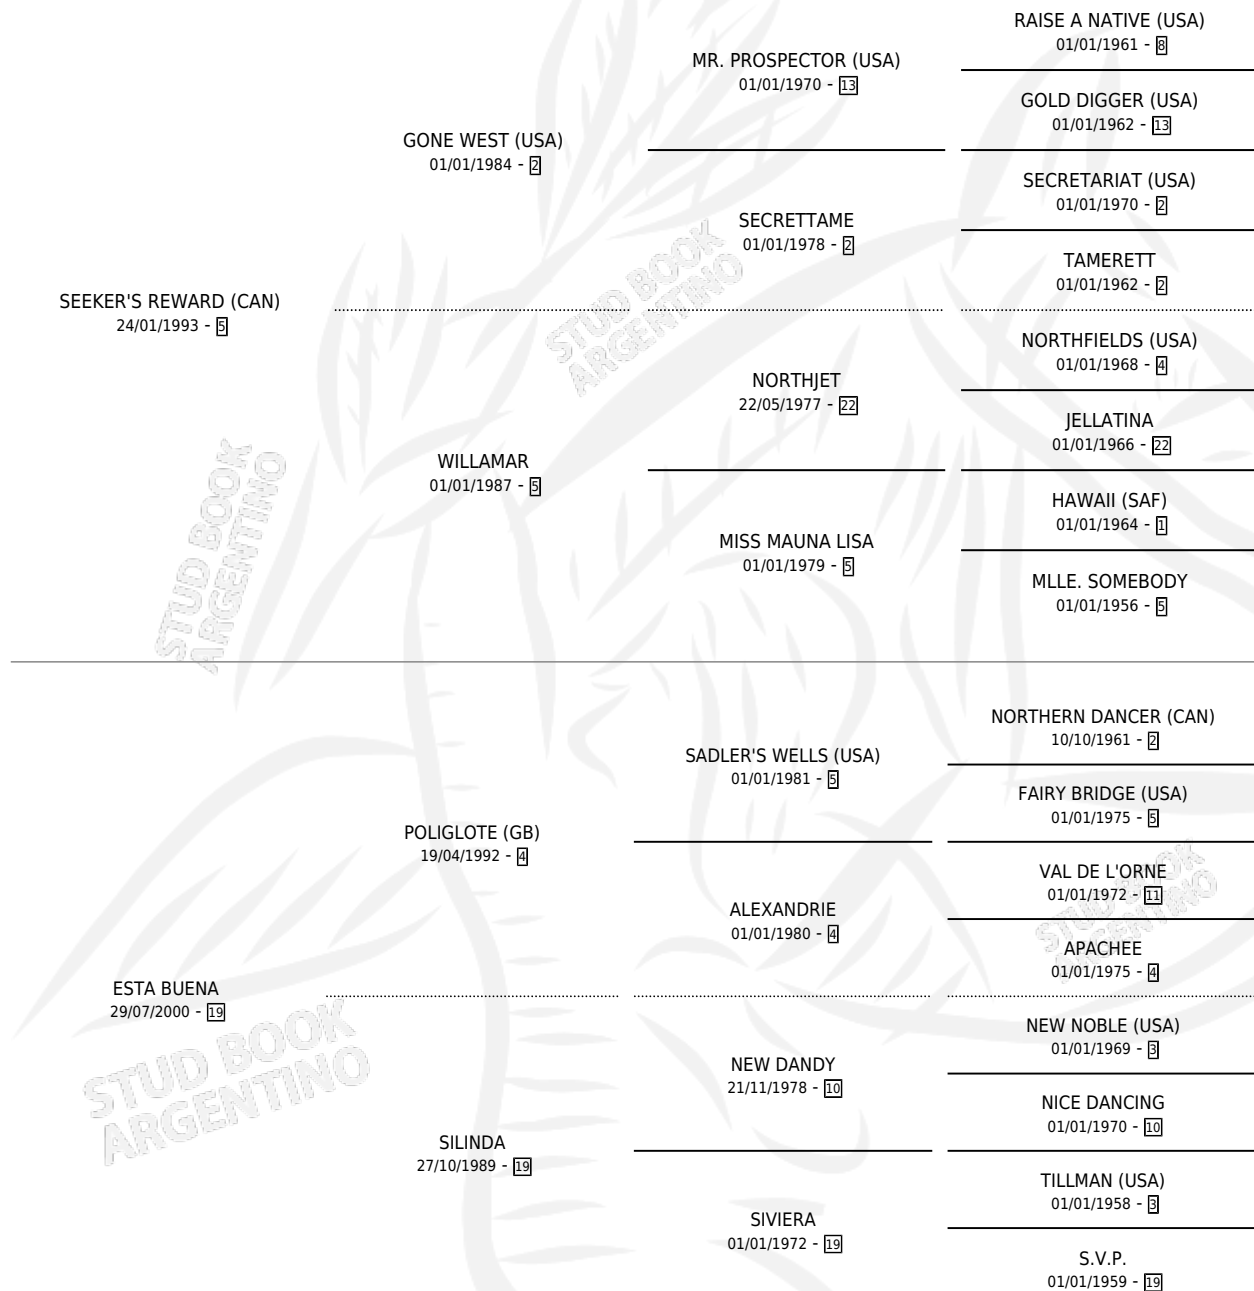 RAISE A NATIVE (USA)
01/01/1961 - 8
MR. PROSPECTOR (USA)
01/01/1970 - 13
GOLD DIGGER (USA)
01/01/1962 - 13
GONE WEST (USA)
01/01/1984 - 2
SECRETARIAT (USA)
01/01/1970 - 2
SECRETTAME
01/01/1978 - 2
TAMERETT
01/01/1962 - 2
SEEKER'S REWARD (CAN)
24/01/1993 - 5
NORTHFIELDS (USA)
01/01/1968 - 4
NORTHJET
22/05/1977 - 22
JELLATINA
01/01/1966 - 22
WILLAMAR
01/01/1987 - 5
HAWAII (SAF)
01/01/1964 - 1
MISS MAUNA LISA
01/01/1979 - 5
MLLE. SOMEBODY
01/01/1956 - 5
STUD BOOK
ARGENTINO
STUD BOOK
ARGENTINO
NORTHERN DANCER (CAN)
10/10/1961 - 2
SADLER'S WELLS (USA)
01/01/1981 - 5
FAIRY BRIDGE (USA)
01/01/1975 - 5
POLIGLOTE (GB)
19/04/1992 - 4
VAL DE L'ORNE
01/01/1972 - 11
ALEXANDRIE
01/01/1980 - 4
APACHEE
01/01/1975 - 4
STUD BOOK
ARGENTINO
ESTA BUENA
29/07/2000 - 19
NEW NOBLE (USA)
01/01/1969 - 3
NEW DANDY
21/11/1978 - 10
NICE DANCING
01/01/1970 - 10
SILINDA
27/10/1989 - 19
TILLMAN (USA)
01/01/1958 - 3
SIVIERA
01/01/1972 - 19
S.V.P.
01/01/1959 - 19
STUD BOOK
ARGENTINO